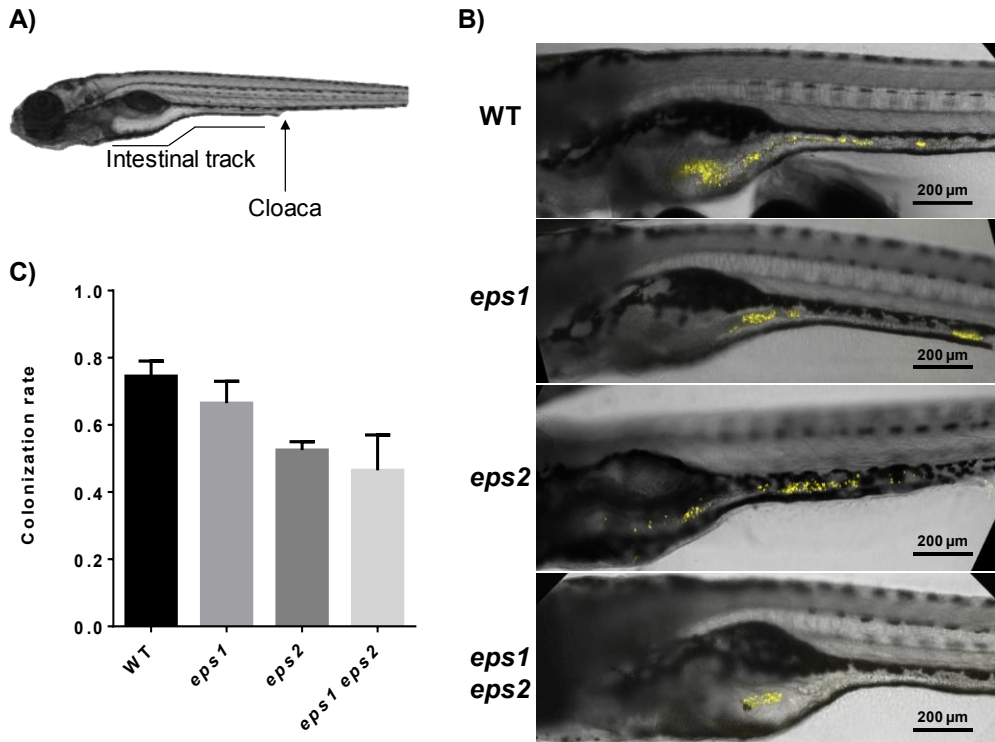 A)
Intestinal track
Cloaca
B)
WT
200 µm
eps1
200 µm
eps2
200 µm
eps1
eps2
200 µm
C)
Colonization rate
1.0
0.8
0.6
0.4
0.2
0.0
WT
eps1
eps2
eps1 eps2